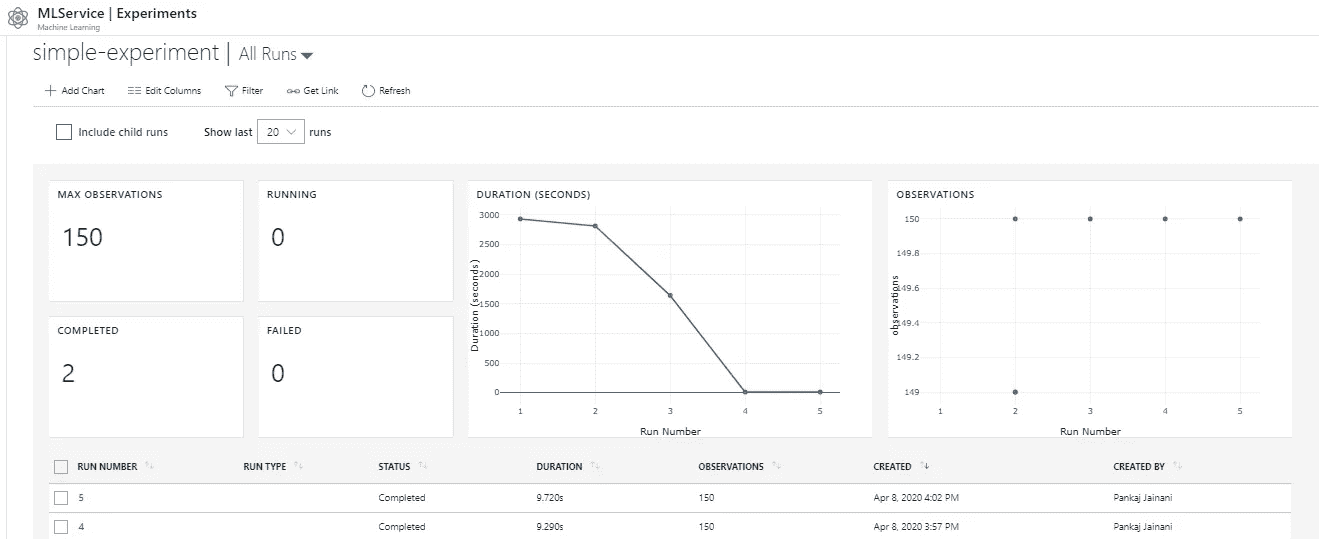 MLService | Experiments
Machine Learning
simple-experiment | All Runs
Add Chart Edit Columns Filter Get Link Refresh
Include child runs Show last 20 runs
MAX OBSERVATIONS
150
RUNNING
0
COMPLETED
2
FAILED
0
DURATION (SECONDS)
Duration (seconds)
3000
2500
2000
1500
1000
500
0
1 2 3 4 5
Run Number
OBSERVATIONS
observations
150
149.8
149.6
149.4
149.2
149
1 2 3 4 5
Run Number
RUN NUMBER RUN TYPE STATUS DURATION OBSERVATIONS CREATED CREATED BY
5 Completed 9.720s 150 Apr 8, 2020 4:02 PM Pankaj Jainani
4 Completed 9.290s 150 Apr 8, 2020 3:57 PM Pankaj Jainani